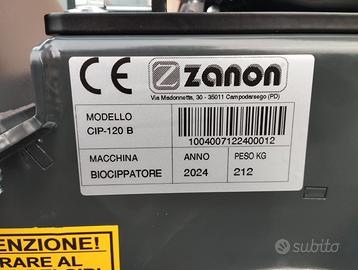 CE zanon
Via Madonnetta, 30 - 35011 Campodarsego (PD)
MODELLO
CIP-120 B
1004007122400012
MACCHINA ANNO PESO KG
BIOCIPPATORE 2024 212
ENZIONE!
RARE AL
subito